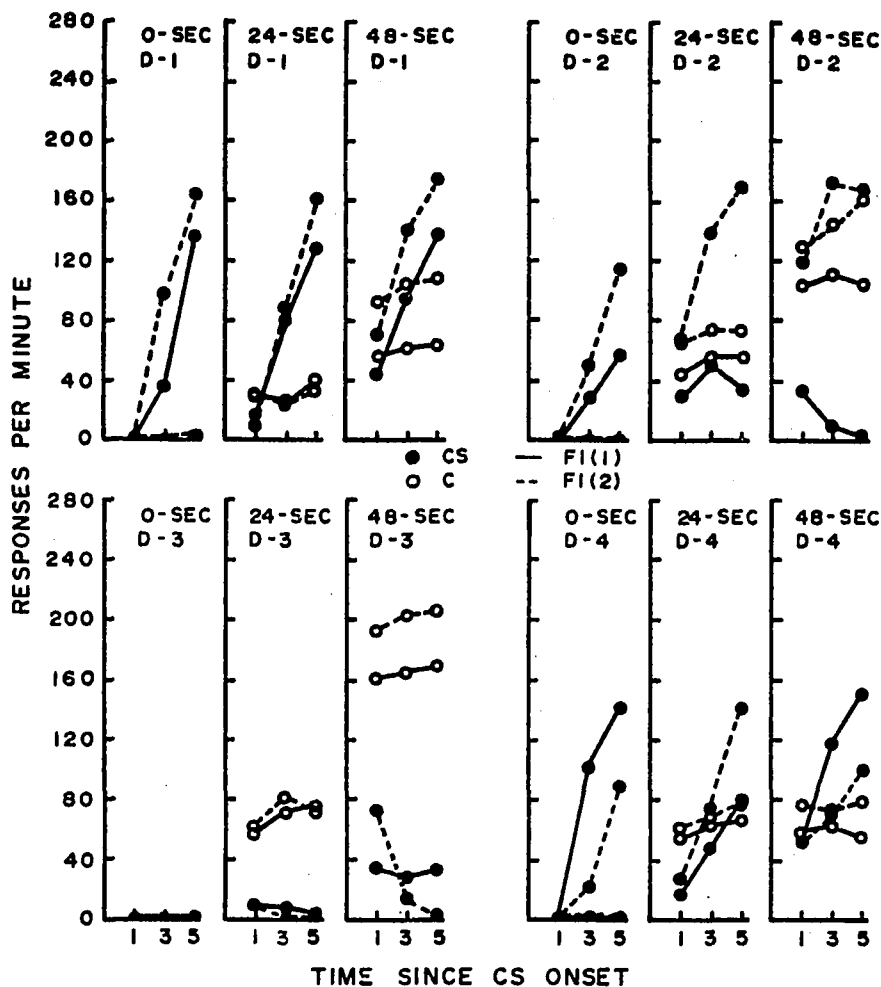 RESPONSES PER MINUTE
280
240
200
160
120
80
40
0
0-SEC
D-1
24-SEC
D-1
48-SEC
D-1
0-SEC
D-2
24-SEC
D-2
48-SEC
D-2
● CS — FI(1)
○ C --- FI(2)
280
240
200
160
120
80
40
0
0-SEC
D-3
24-SEC
D-3
48-SEC
D-3
0-SEC
D-4
24-SEC
D-4
48-SEC
D-4
1 3 5 1 3 5 1 3 5 1 3 5 1 3 5 1 3 5
TIME SINCE CS ONSET